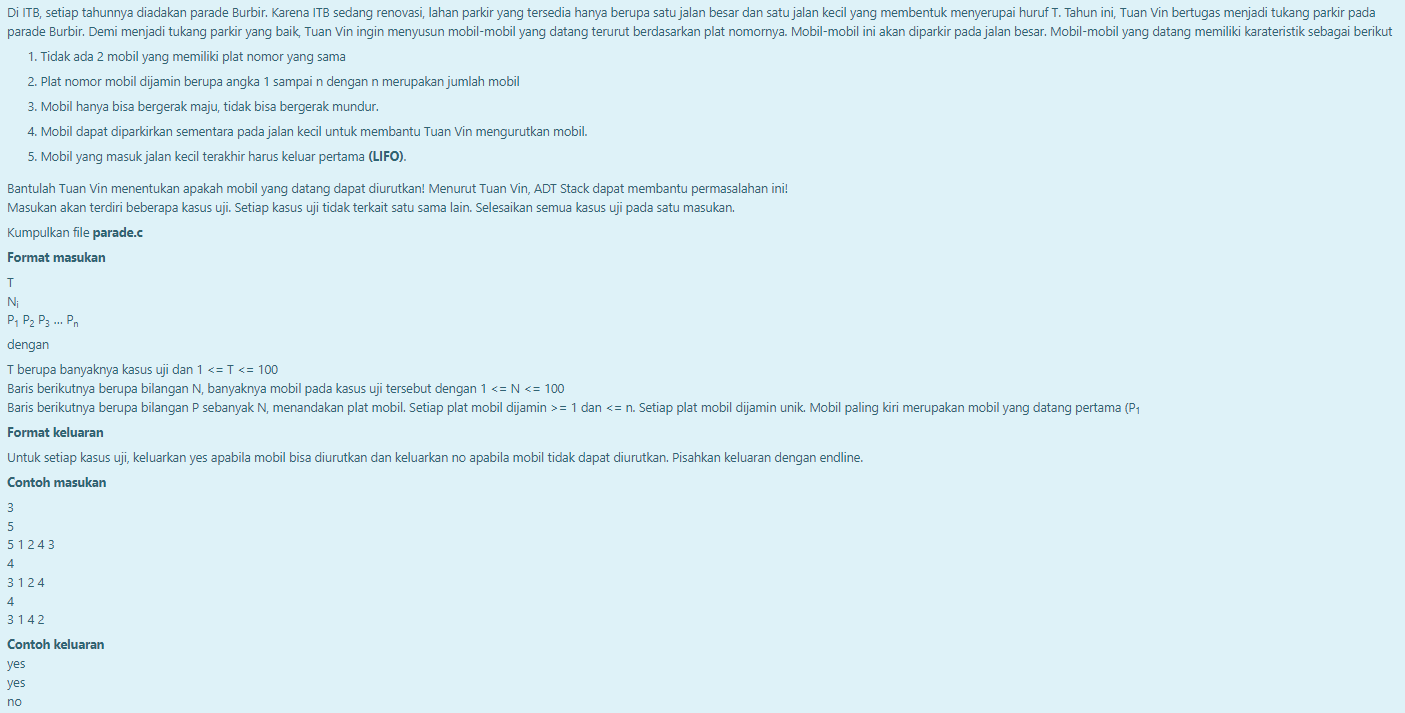 Di ITB, setiap tahunnya diadakan parade Burbir. Karena ITB sedang renovasi, lahan parkir yang tersedia hanya berupa satu jalan besar dan satu jalan kecil yang membentuk menyerupai huruf T. Tahun ini, Tuan Vin bertugas menjadi tukang parkir pada
parade Burbir. Demi menjadi tukang parkir yang baik, Tuan Vin ingin menyusun mobil-mobil yang datang terurut berdasarkan plat nomornya. Mobil-mobil ini akan diparkir pada jalan besar. Mobil-mobil yang datang memiliki karateristik sebagai berikut
1. Tidak ada 2 mobil yang memiliki plat nomor yang sama
2. Plat nomor mobil dijamin berupa angka 1 sampai n dengan n merupakan jumlah mobil
3. Mobil hanya bisa bergerak maju, tidak bisa bergerak mundur.
4. Mobil dapat diparkirkan sementara pada jalan kecil untuk membantu Tuan Vin mengurutkan mobil.
5. Mobil yang masuk jalan kecil terakhir harus keluar pertama (LIFO).
Bantulah Tuan Vin menentukan apakah mobil yang datang dapat diurutkan! Menurut Tuan Vin, ADT Stack dapat membantu permasalahan ini!
Masukan akan terdiri beberapa kasus uji. Setiap kasus uji tidak terkait satu sama lain. Selesaikan semua kasus uji pada satu masukan.
Kumpulkan file parade.c
Format masukan
T
Ni
P1 P2 P3 ... Pn
dengan
T berupa banyaknya kasus uji dan 1 <= T <= 100
Baris berikutnya berupa bilangan N, banyaknya mobil pada kasus uji tersebut dengan 1 <= N <= 100
Baris berikutnya berupa bilangan P sebanyak N, menandakan plat mobil. Setiap plat mobil dijamin >= 1 dan <= n. Setiap plat mobil dijamin unik. Mobil paling kiri merupakan mobil yang datang pertama (P1
Format keluaran
Untuk setiap kasus uji, keluarkan yes apabila mobil bisa diurutkan dan keluarkan no apabila mobil tidak dapat diurutkan. Pisahkan keluaran dengan endline.
Contoh masukan
3
5
5 1 2 4 3
4
3 1 2 4
4
3 1 4 2
Contoh keluaran
yes
yes
no